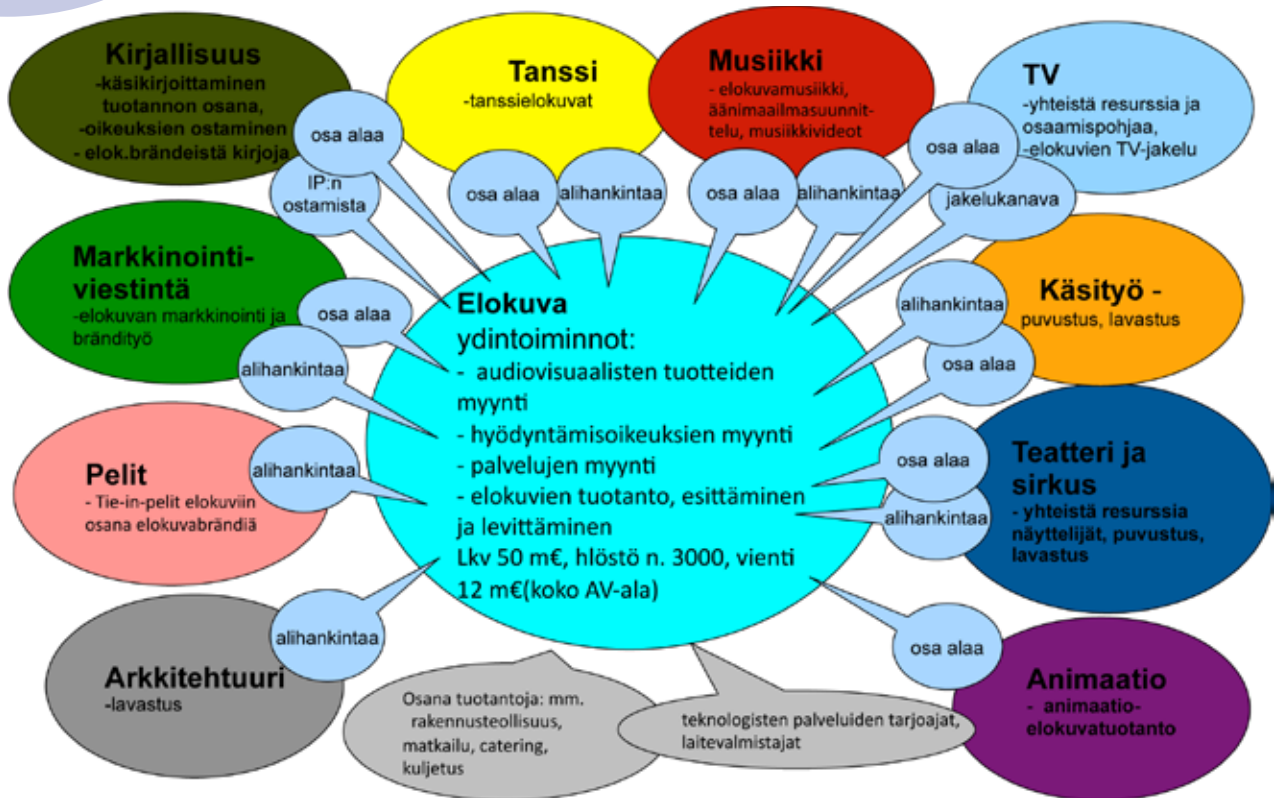 Kirjallisuus
-käsikirjoittaminen
tuotannon osana,
-oikeuksien ostaminen
- elok.brändeistä kirjoja
osa alaa
IP:n
ostamista
Tanssi
-tanssielokuvat
osa alaa
alihankintaa
Musiikki
- elokuvamusiikki,
äänimaailmasuunnit-
telu, musiikkivideot
osa alaa
alihankintaa
TV
-yhteistä resurssia ja
osaamispohjaa,
-elokuvien TV-jakelu
osa alaa
jakelukanava
Markkinointi-
viestintä
-elokuvan markkinointi ja
brändityö
osa alaa
alihankintaa
Elokuva
ydintoiminnot:
- audiovisuaalisten tuotteiden
myynti
- hyödyntämisoikeuksien myynti
- palvelujen myynti
- elokuvien tuotanto, esittäminen
ja levittäminen
Lkv 50 m€, hlöstö n. 3000, vienti
12 m€(koko AV-ala)
Käsityö -
puvustus, lavastus
alihankintaa
osa alaa
Pelit
- Tie-in-pelit elokuviin
osana elokuvabrändiä
alihankintaa
Teatteri ja
sirkus
- yhteistä resurssia
näyttelijät, puvustus,
lavastus
osa alaa
alihankintaa
Arkkitehtuuri
-lavastus
alihankintaa
Osana tuotantoja: mm.
rakennusteollisuus,
matkailu, catering,
kuljetus
teknologisten palveluiden tarjoajat,
laitevalmistajat
Animaatio
- animaatio-
elokuvatuotanto
osa alaa